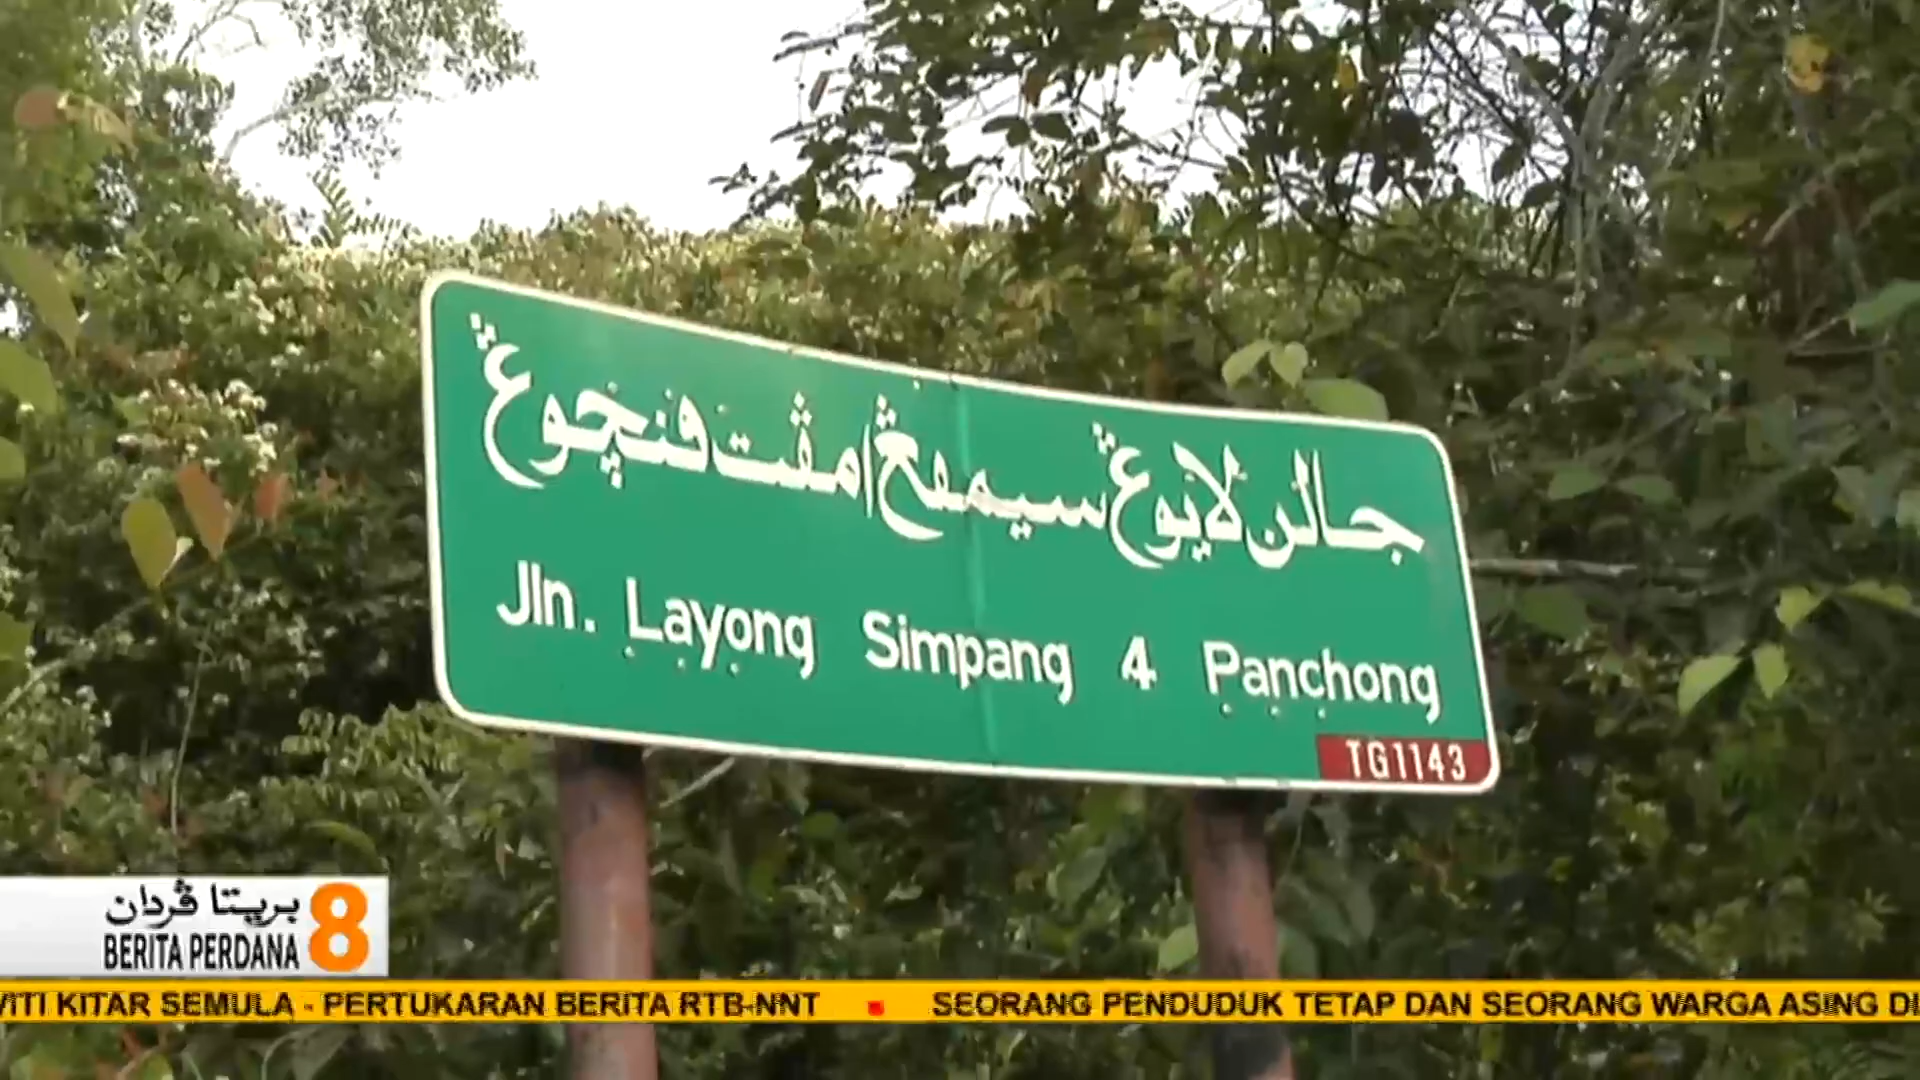 جالن لايوڠ سيمڤڠ امڤت فنچوڠ
Jln. Layong Simpang 4 Panchong
TG1143
بريتا ڤردان
BERITA PERDANA 8
VITI KITAR SEMULA - PERTUKARAN BERITA RTB-NNT ▪ SEORANG PENDUDUK TETAP DAN SEORANG WARGA ASING DI